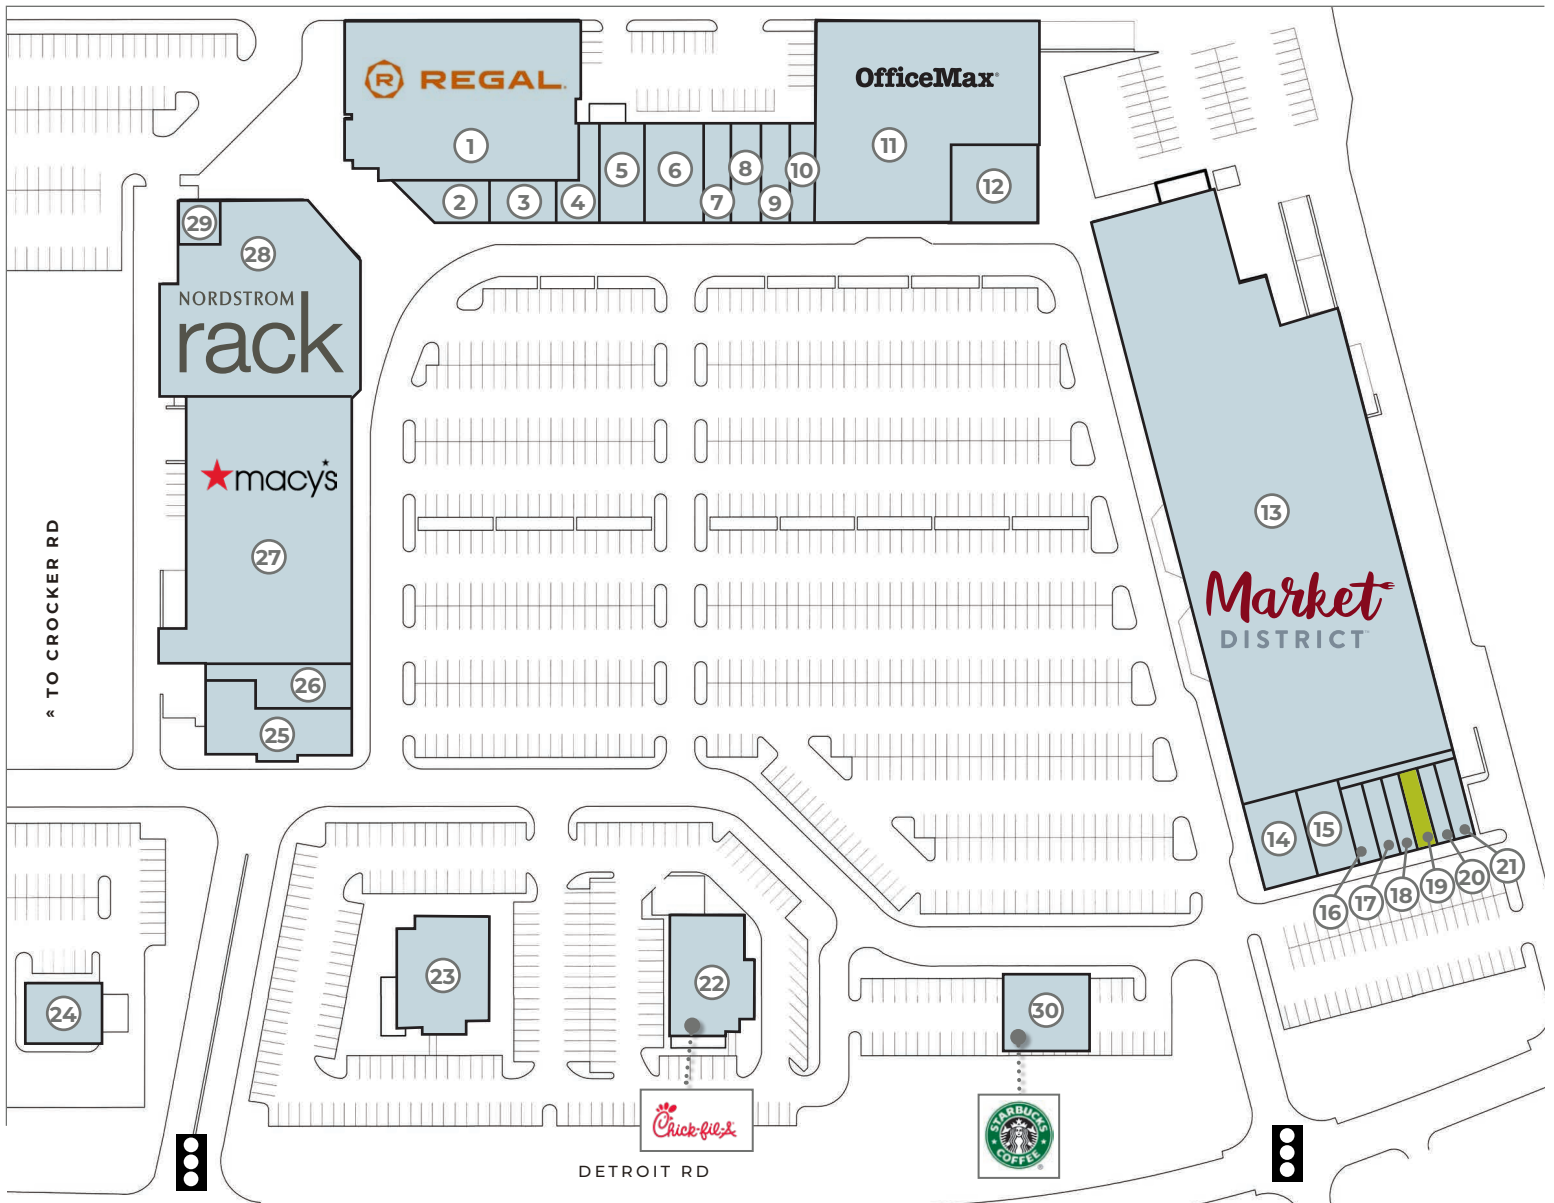 R REGAL
OfficeMax
1
11
5
6
8
10
2
3
4
7
9
12
29
28
NORDSTROM
rack
macy's
27
13
Market
DISTRICT
« TO CROCKER RD
26
25
14
15
16
17
18
19
20
21
24
23
22
30
Chick-fil-A
STARBUCKS
COFFEE
DETROIT RD